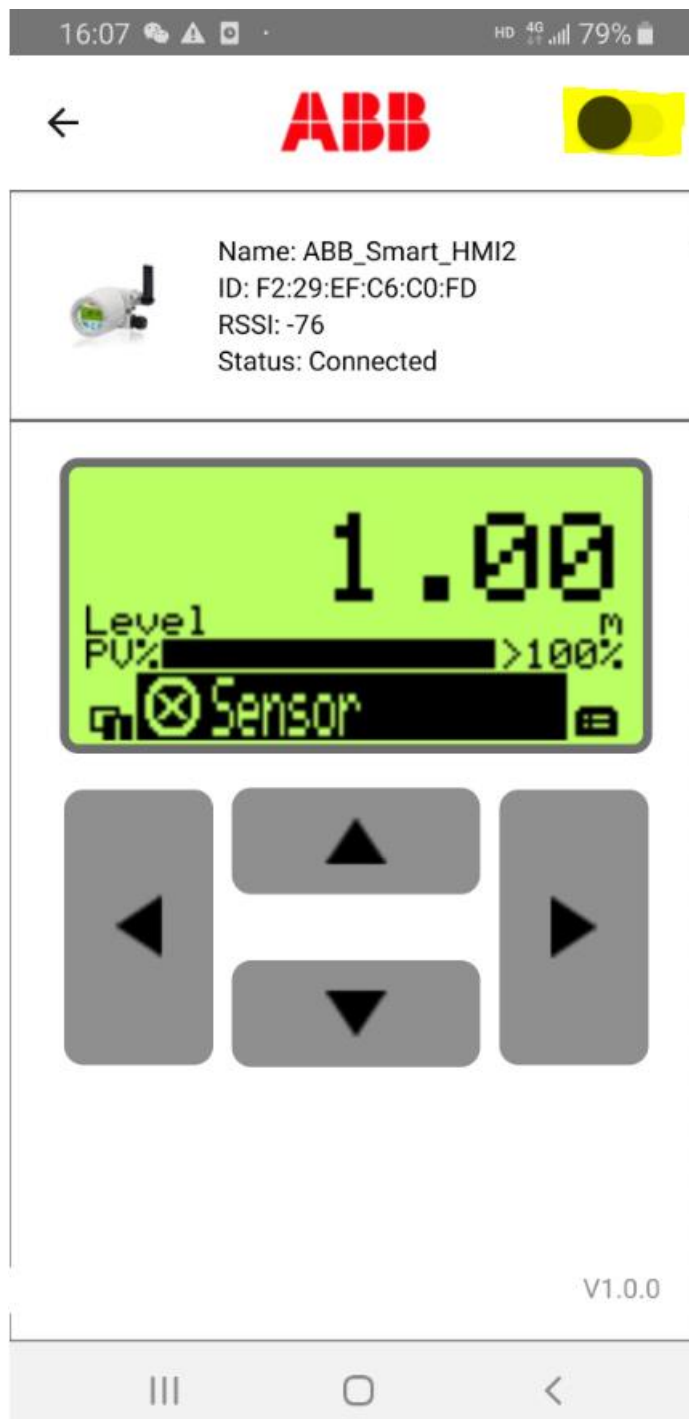 16:07 HD 4G 79%
ABB
Name: ABB_Smart_HMI2
ID: F2:29:EF:C6:C0:FD
RSSI: -76
Status: Connected
1.00
Level m
PV% >100%
Sensor
V1.0.0